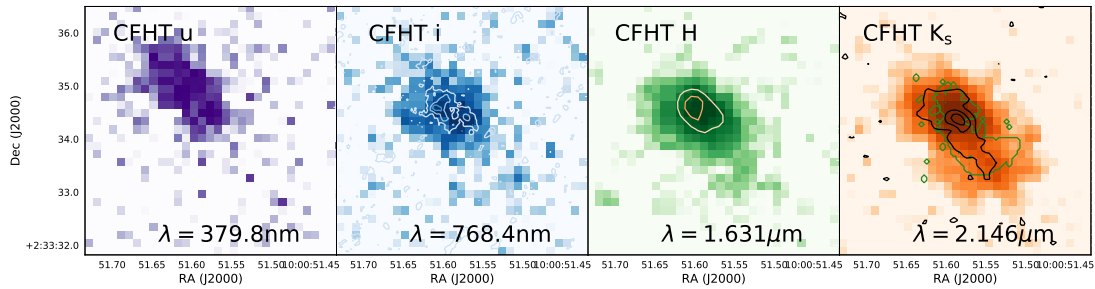 CFHT u
CFHT i
CFHT H
CFHT Ks
36.5
35.0
34.0
33.0
+2:33:32.0
Dec (J2000)
λ = 379.8nm
λ = 768.4nm
λ = 1.631μm
λ = 2.146μm
51.70 51.65 51.60 51.55 51.50 10:00:51.45
51.70 51.65 51.60 51.55 51.50 10:00:51.45
51.70 51.65 51.60 51.55 51.50 10:00:51.45
51.70 51.65 51.60 51.55 51.50 10:00:51.45
RA (J2000)
RA (J2000)
RA (J2000)
RA (J2000)